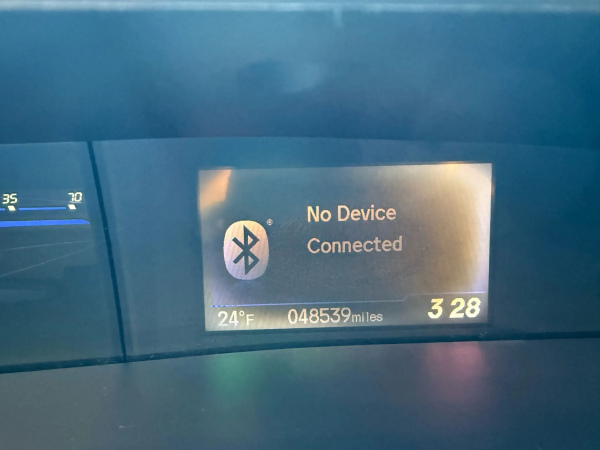 35 70
No Device
Connected
®
24°F 048539miles 3 28